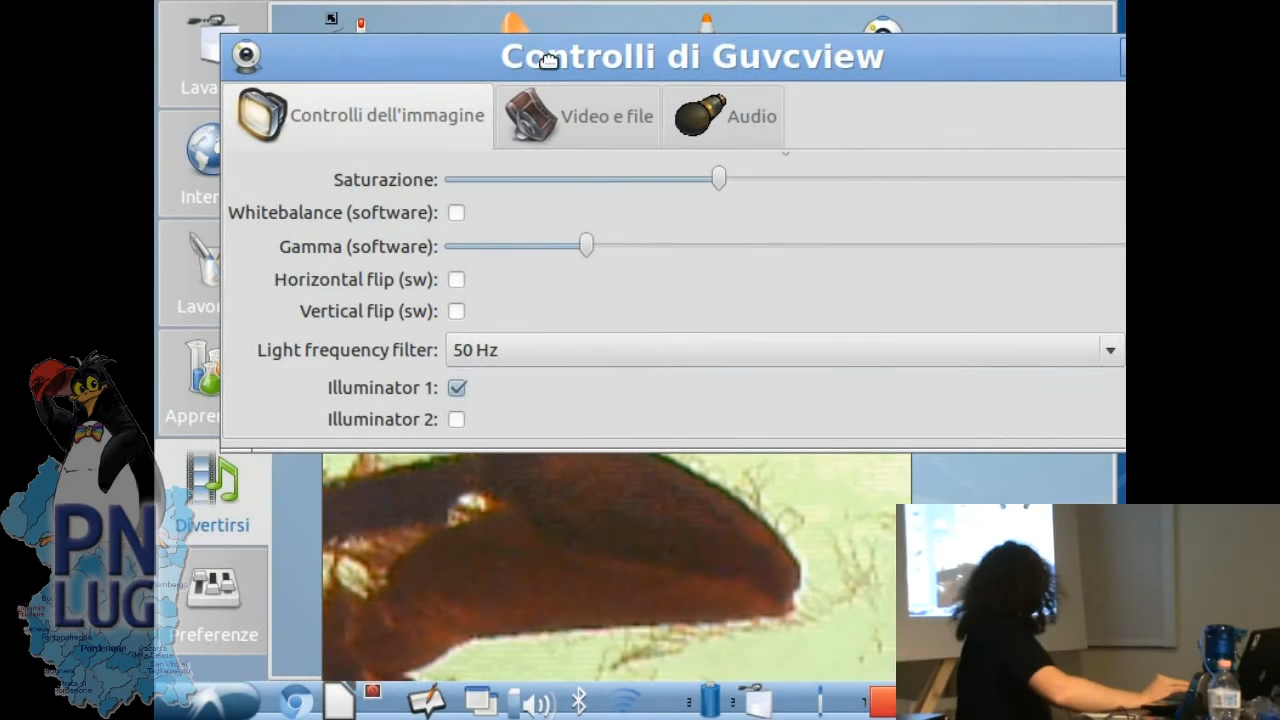 Controlli di Guvcview
Controlli dell'immagine
Video e file
Audio
Saturazione:
Whitebalance (software):
Gamma (software):
Horizontal flip (sw):
Vertical flip (sw):
Light frequency filter:
50 Hz
Illuminator 1:
Illuminator 2:
Lava
Inter
Lavor
Appren
Divertirsi
Preferenze
PN
LUG
Pordenone